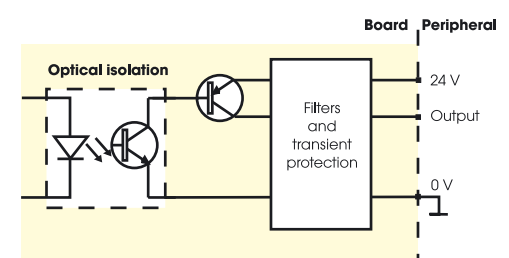 Board Peripheral
Optical isolation
24 V
Filters
and
transient
protection
Output
0 V